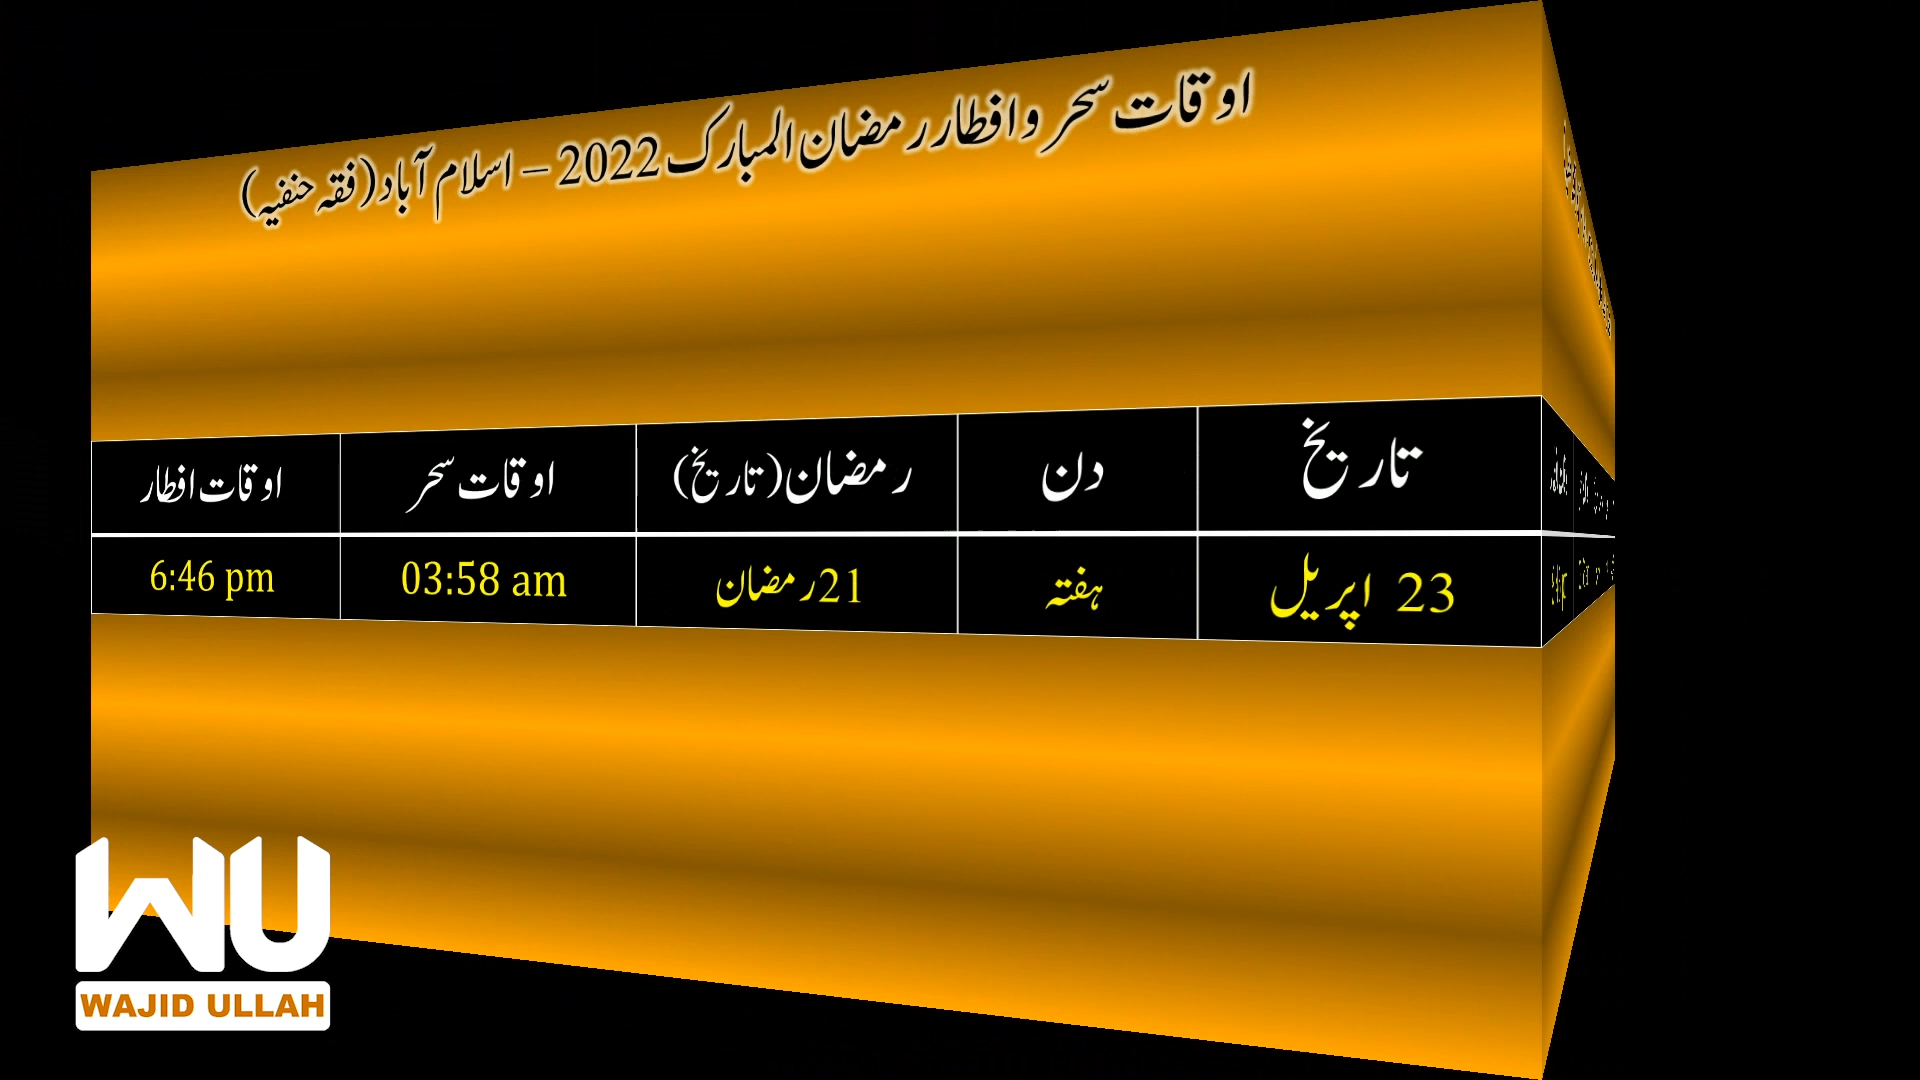 اوقات سحر و افطار رمضان المبارک 2022 – اسلام آباد (فقہ حنفیہ)
تاریخ دن رمضان (تاریخ) اوقات سحر اوقات افطار
23 اپریل ہفتہ 21 رمضان 03:58 am 6:46 pm
WU
WAJID ULLAH